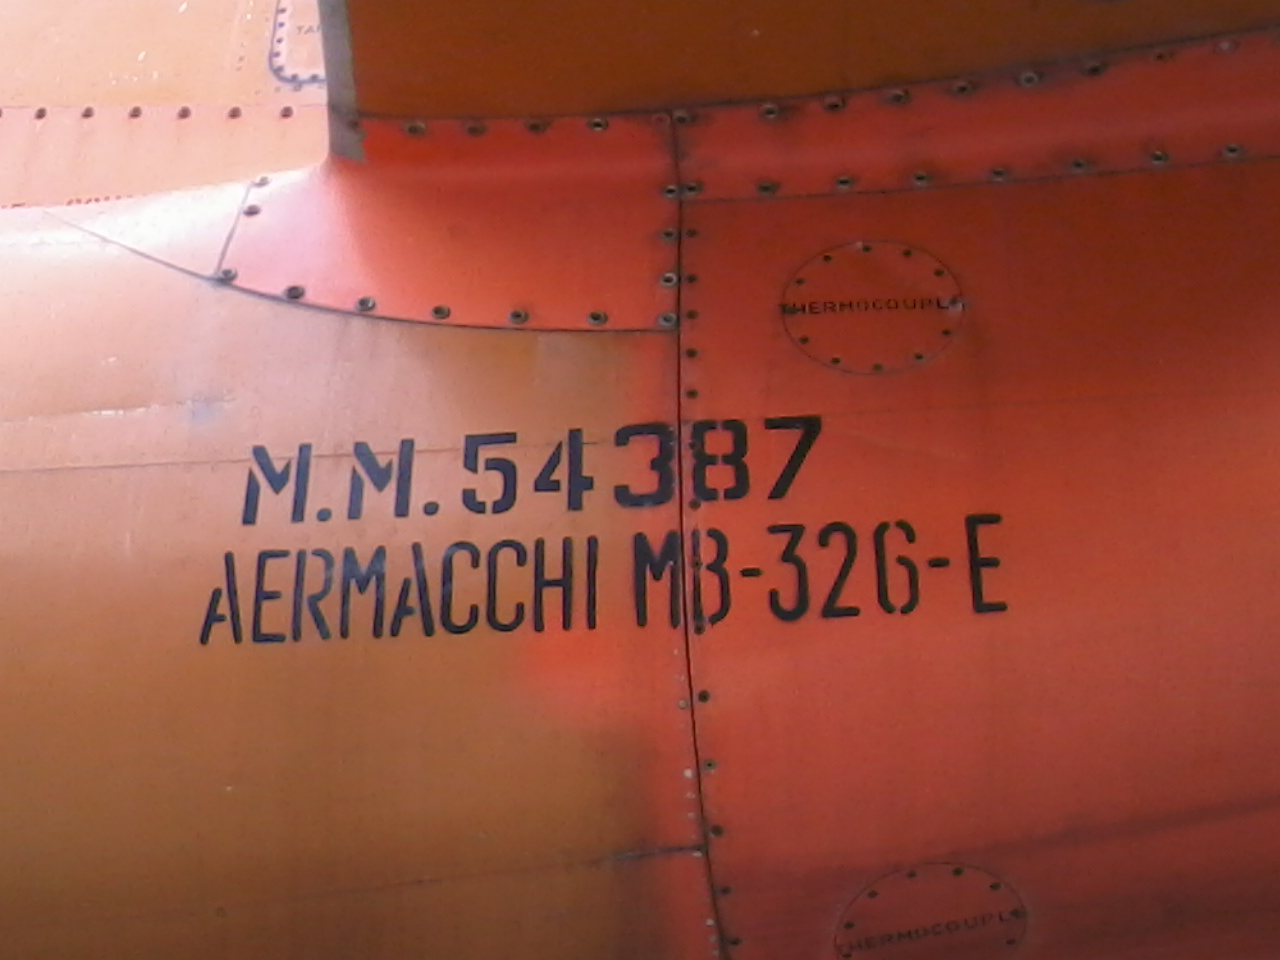 THERMOCOUPLE
M.M.54387
AERMACCHI MB-326-E
THERMOCOUPLE